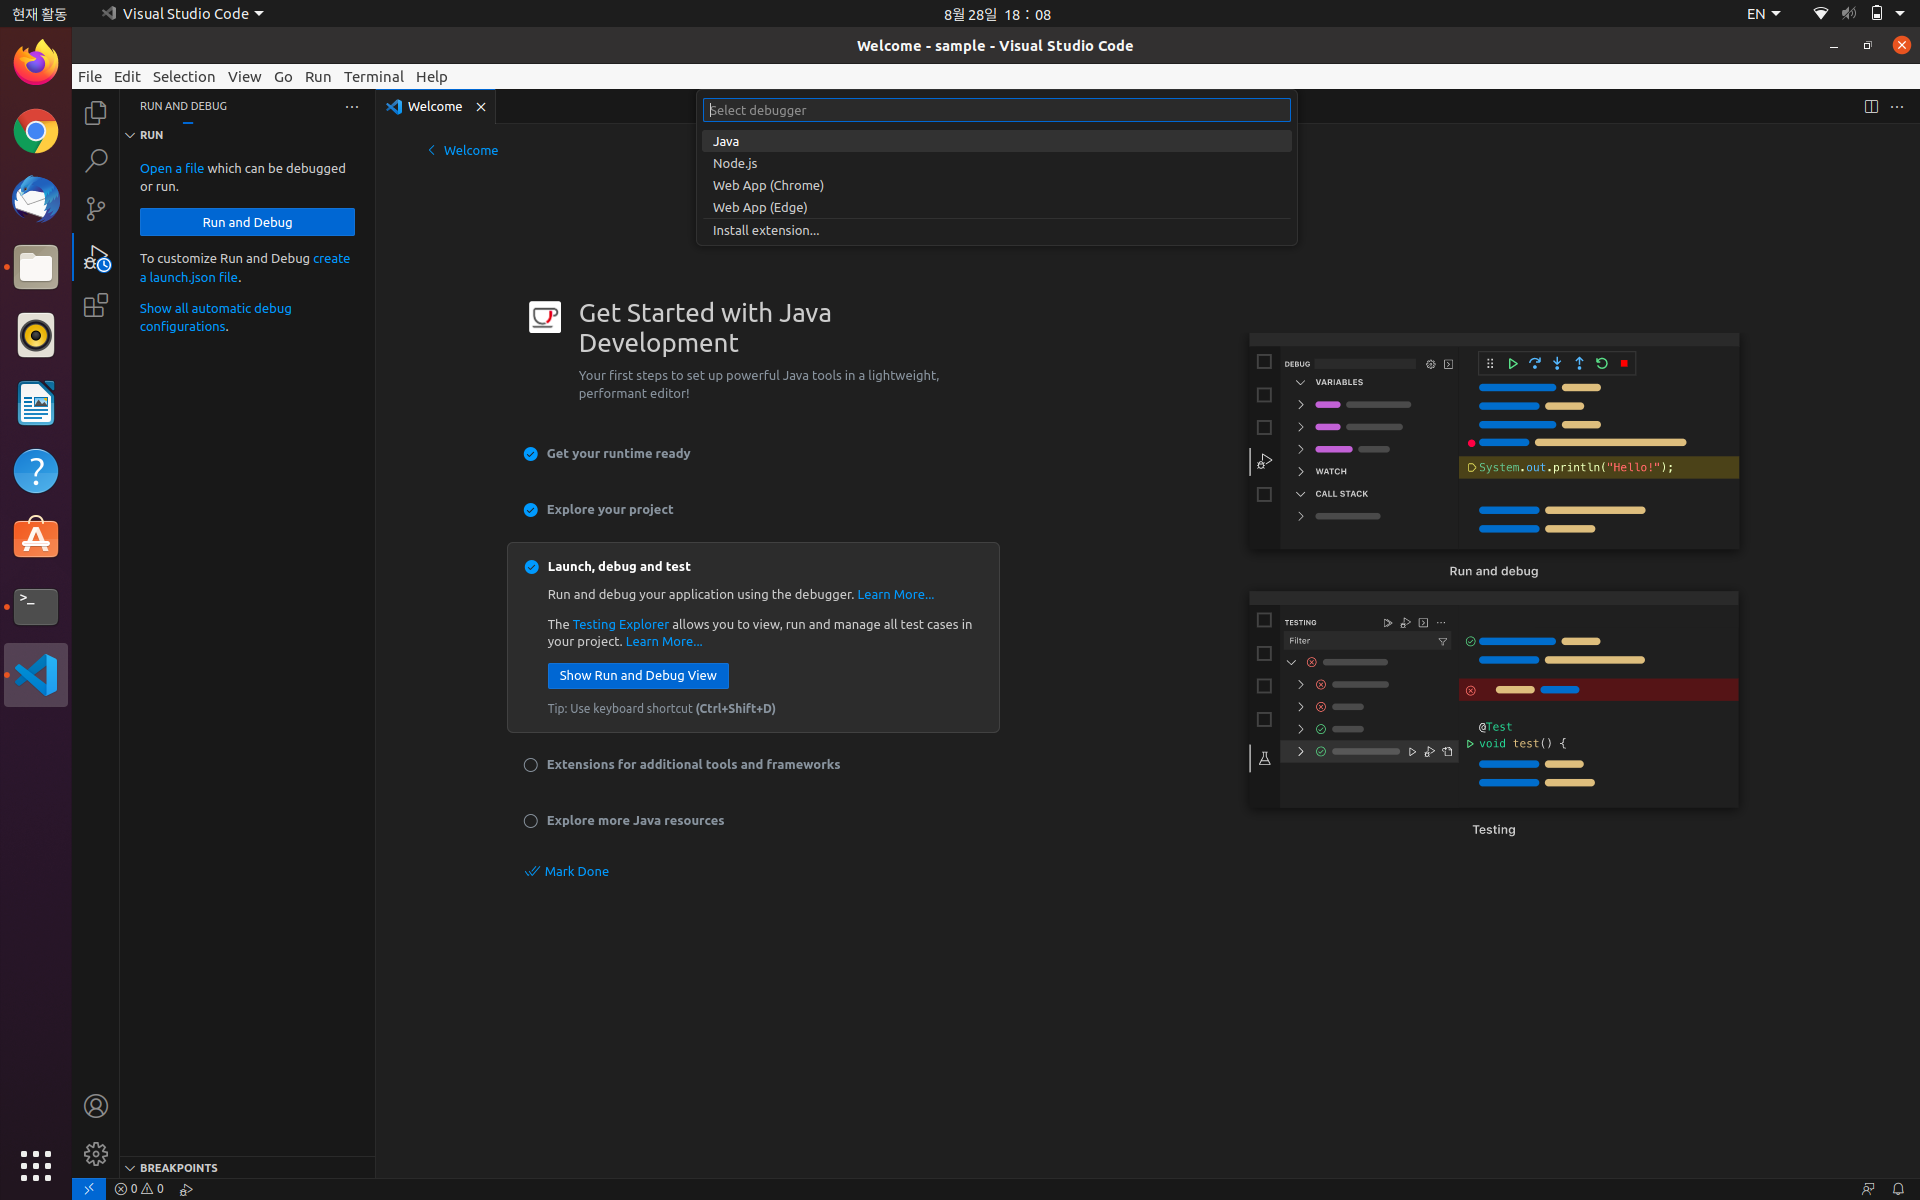 현재 활동
Visual Studio Code
8월 28일 18 : 08
EN
Welcome - sample - Visual Studio Code
File Edit Selection View Go Run Terminal Help
RUN AND DEBUG
Welcome
RUN
Open a file which can be debugged
or run.
Run and Debug
To customize Run and Debug create
a launch.json file.
Show all automatic debug
configurations.
BREAKPOINTS
Select debugger
Java
Node.js
Web App (Chrome)
Web App (Edge)
Install extension...
Welcome
Get Started with Java
Development
Your first steps to set up powerful Java tools in a lightweight,
performant editor!
Get your runtime ready
Explore your project
Launch, debug and test
Run and debug your application using the debugger. Learn More...
The Testing Explorer allows you to view, run and manage all test cases in
your project. Learn More...
Show Run and Debug View
Tip: Use keyboard shortcut (Ctrl+Shift+D)
Extensions for additional tools and frameworks
Explore more Java resources
Mark Done
DEBUG
VARIABLES
WATCH
CALL STACK
System.out.println("Hello!");
Run and debug
TESTING
Filter
@Test
void test() {
Testing
0 0